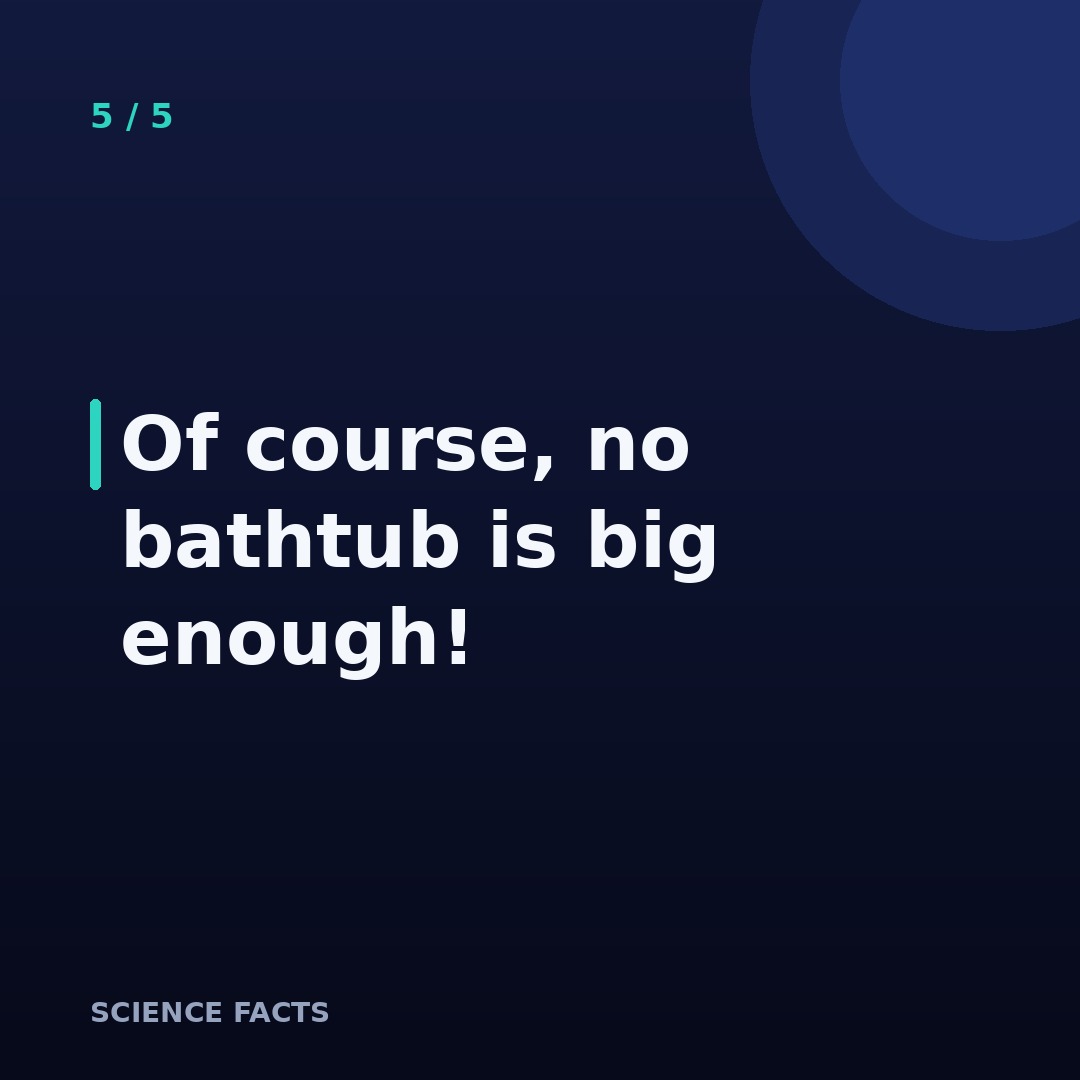 5 / 5
Of course, no
bathtub is big
enough!
SCIENCE FACTS